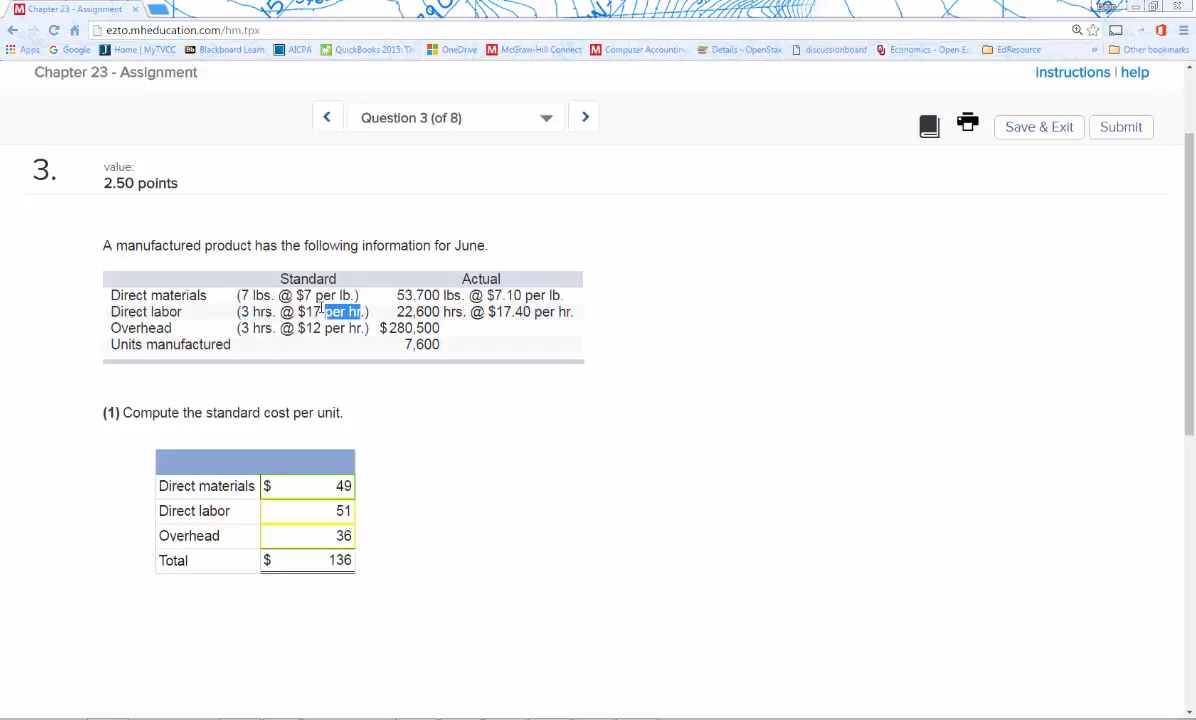 Chapter 23 - Assignment
ezto.mheducation.com/hm.tpx
Apps Google Home | MyTVCC Blackboard Learn AICPA QuickBooks 2015: Th OneDrive McGraw-Hill Connect Computer Accountin Details - OpenStax discussionboard Economics - Open E EdResource » Other bookmarks
Chapter 23 - Assignment
instructions | help
Question 3 (of 8)
Save & Exit Submit
3.
value:
2.50 points
A manufactured product has the following information for June.
Standard Actual
Direct materials (7 lbs. @ $7 per lb.) 53,700 lbs. @ $7.10 per lb.
Direct labor (3 hrs. @ $17 per hr.) 22,600 hrs. @ $17.40 per hr.
Overhead (3 hrs. @ $12 per hr.) $280,500
Units manufactured 7,600
(1) Compute the standard cost per unit.
Direct materials $ 49
Direct labor 51
Overhead 36
Total $ 136